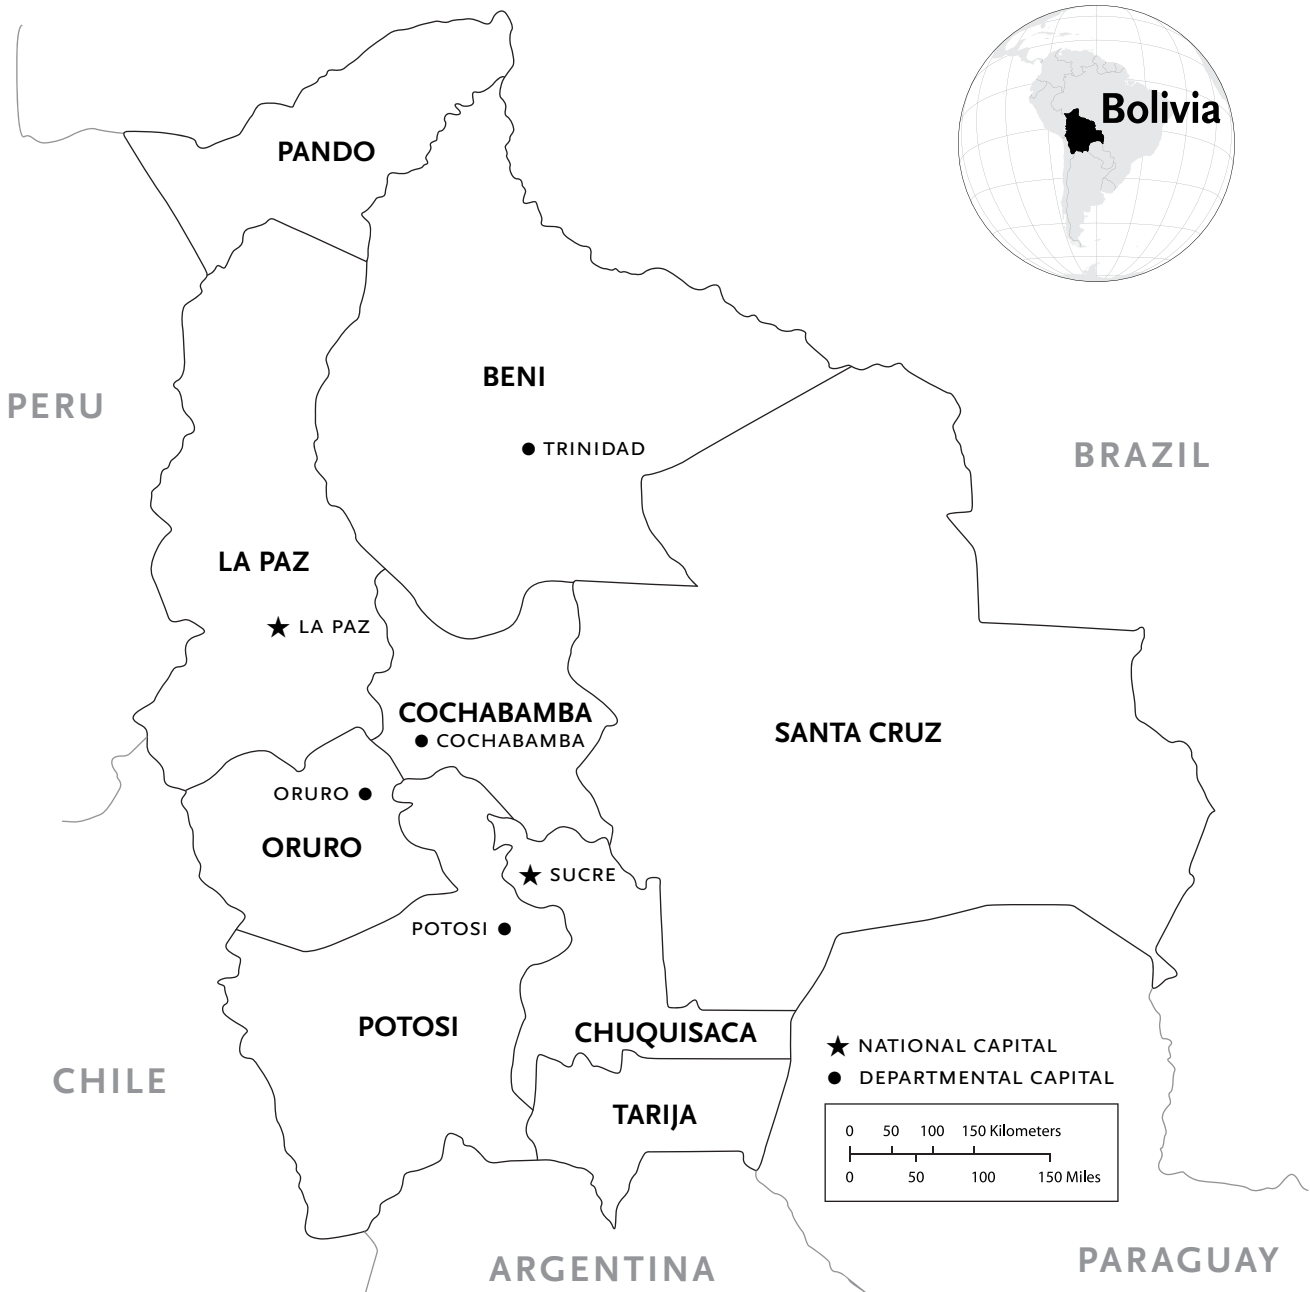 Bolivia
PANDO
BENI
PERU
TRINIDAD
BRAZIL
LA PAZ
LA PAZ
COCHABAMBA
COCHABAMBA
SANTA CRUZ
ORURO
ORURO
SUCRE
POTOSI
POTOSI
CHUQUISACA
NATIONAL CAPITAL
CHILE
DEPARTMENTAL CAPITAL
TARIJA
0 50 100 150 Kilometers
0 50 100 150 Miles
ARGENTINA
PARAGUAY